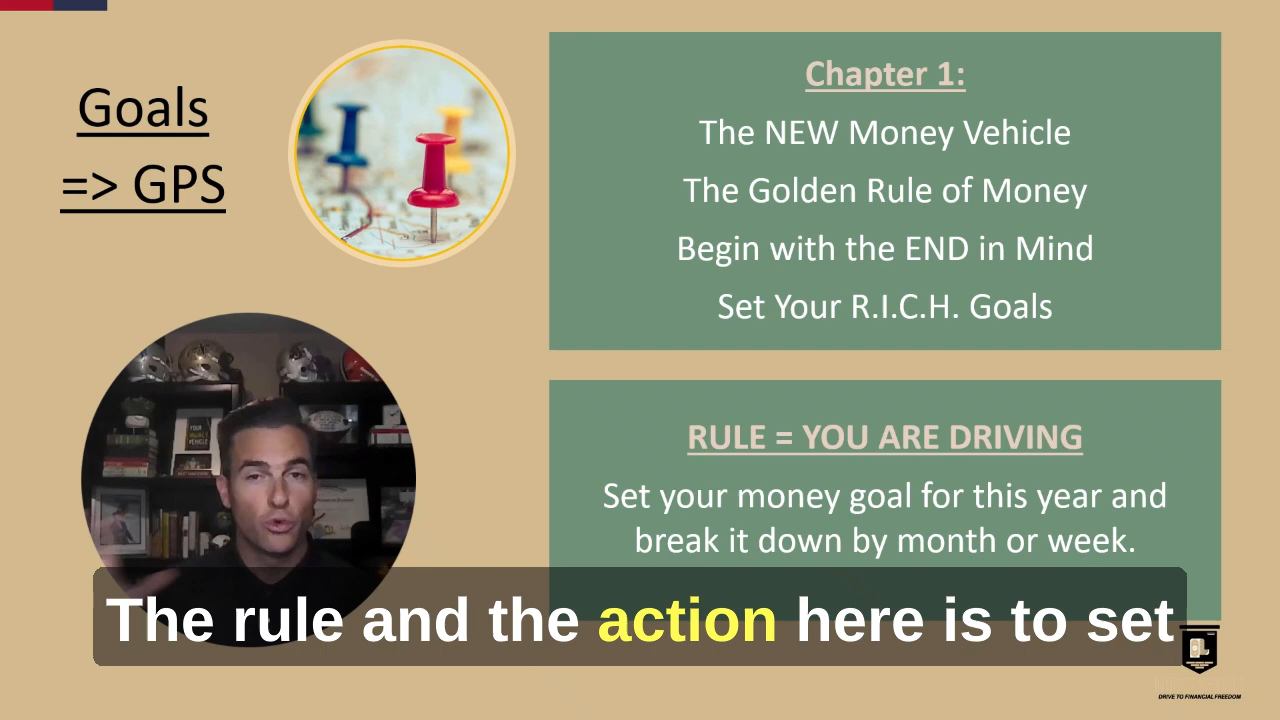 Goals
=> GPS
Chapter 1:
The NEW Money Vehicle
The Golden Rule of Money
Begin with the END in Mind
Set Your R.I.C.H. Goals
RULE = YOU ARE DRIVING
Set your money goal for this year and
break it down by month or week.
The rule and the action here is to set
DRIVE TO FINANCIAL FREEDOM